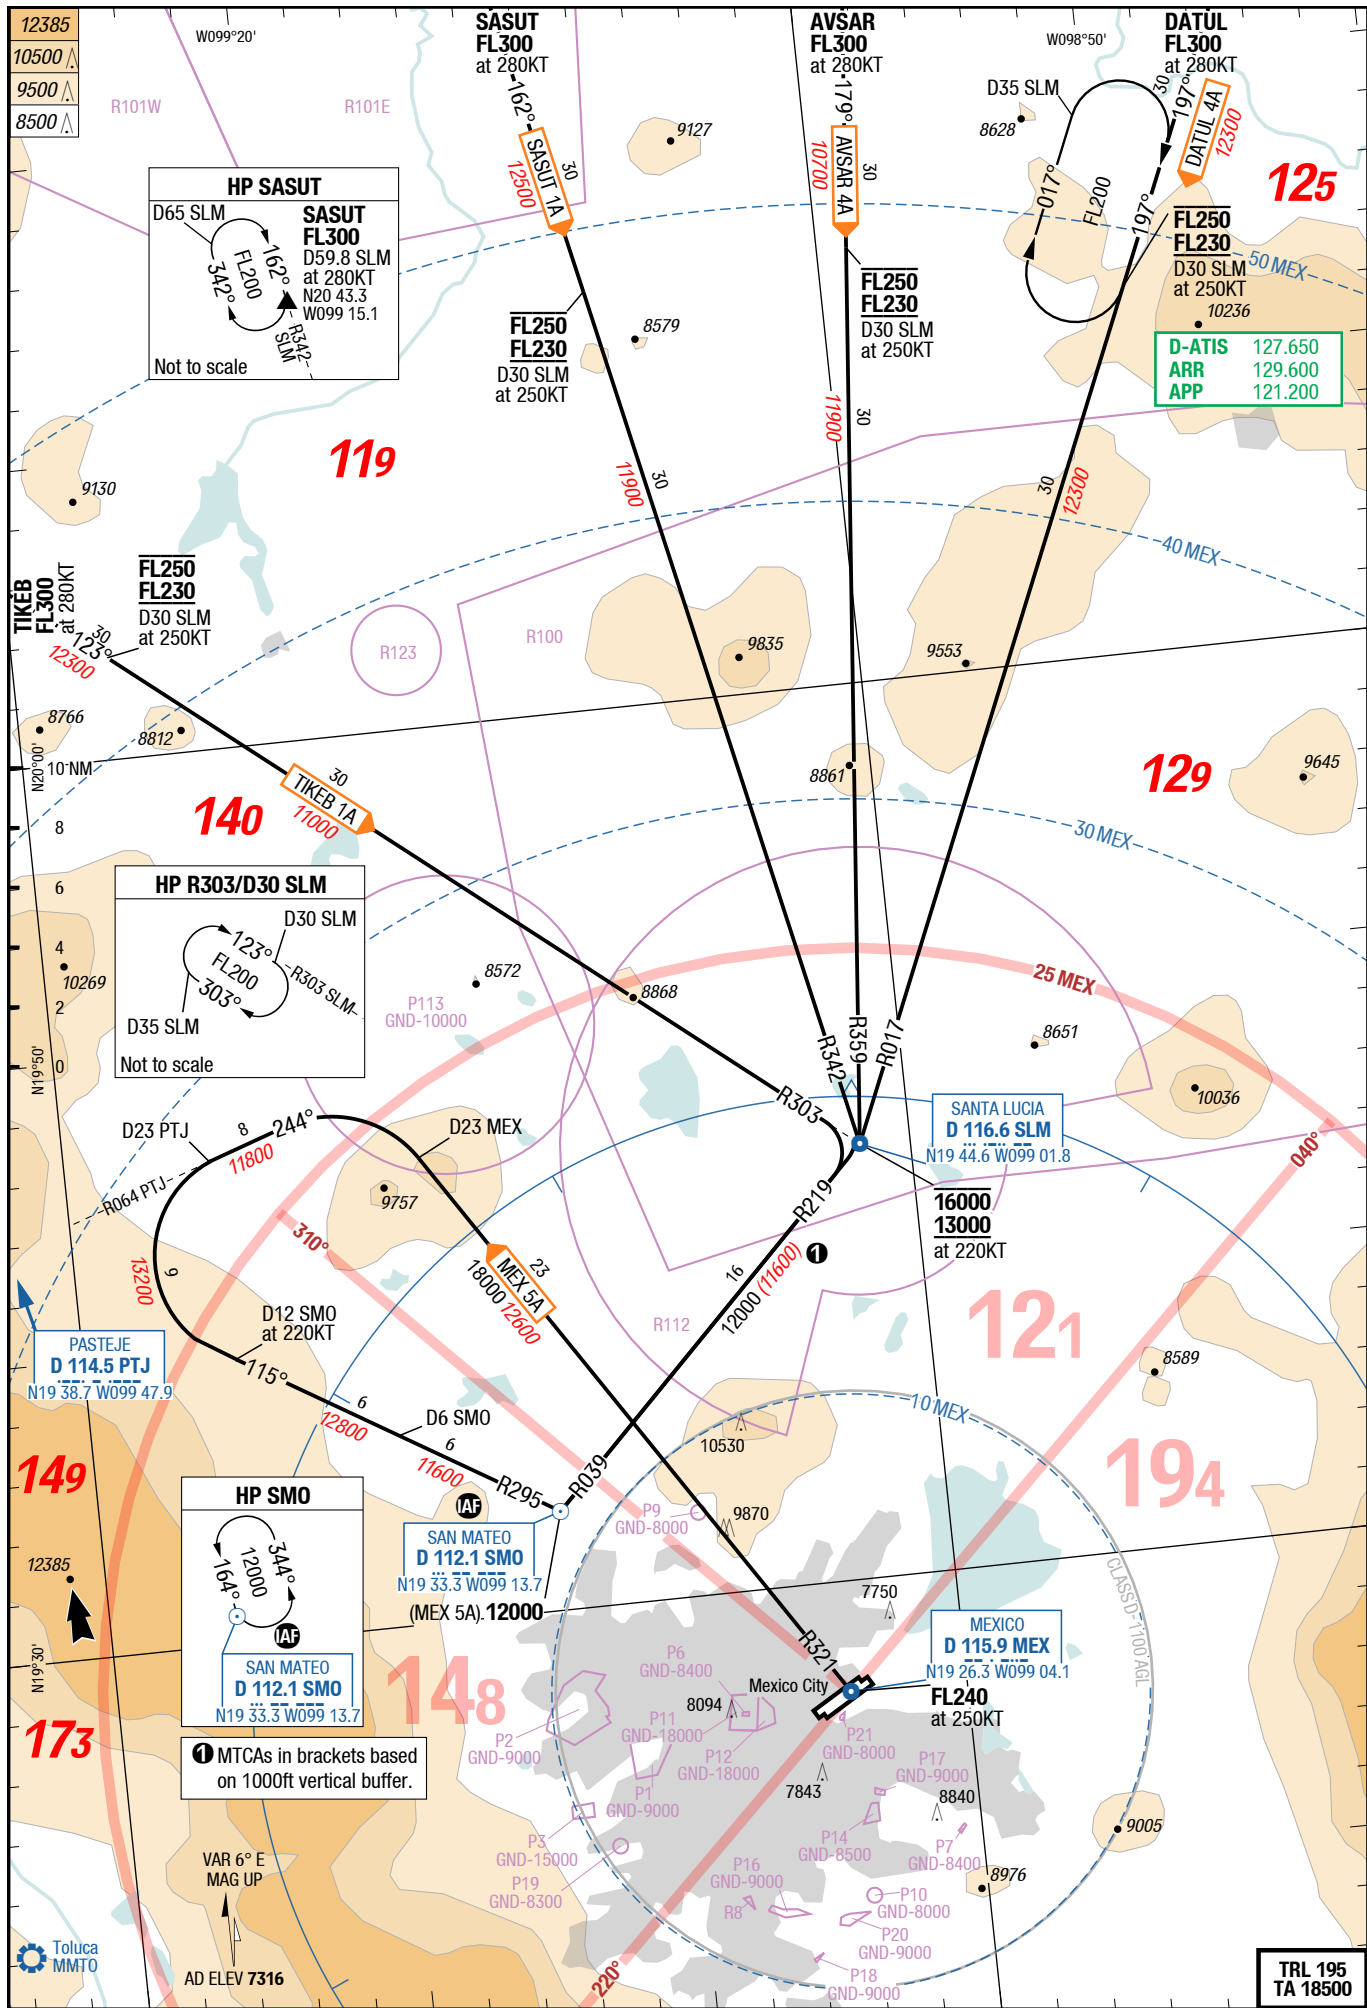 12385
10500
9500
8500
W099°20'
SASUT
FL300
at 280KT
AVSAR
FL300
at 280KT
W098°50'
DATUL
FL300
at 280KT
R101W
R101E
162°
SASUT 1A
30
12500
9127
179°
AVSAR 4A
30
10700
D35 SLM
8628
017°
FL200
197°
30
197°
DATUL 4A
12300
125
HP SASUT
D65 SLM
FL200
162°
342°
R342
SLM
SASUT
FL300
D59.8 SLM
at 280KT
N20 43.3
W099 15.1
Not to scale
FL250
FL230
D30 SLM
at 250KT
8579
FL250
FL230
D30 SLM
at 250KT
FL250
FL230
D30 SLM
at 250KT
50 MEX
10236
D-ATIS 127.650
ARR 129.600
APP 121.200
119
9130
11900
30
11900
30
30
12300
40 MEX
TIKEB
FL300
at 280KT
30
123°
12300
FL250
FL230
D30 SLM
at 250KT
R123
R100
9835
9553
8766
8812
N20°00'
10 NM
8
6
4
2
0
N19°50'
140
30
TIKEB 1A
11000
8861
129
9645
30 MEX
HP R303/D30 SLM
D30 SLM
123°
FL200
303°
R303 SLM
D35 SLM
Not to scale
10269
P113
GND-10000
8572
8868
25 MEX
8651
10036
040°
R303
R342
R359
R017
SANTA LUCIA
D 116.6 SLM
N19 44.6 W099 01.8
16000
13000
at 220KT
D23 PTJ
8
244°
11800
R064 PTJ
D23 MEX
9757
310°
13200
9
D12 SMO
at 220KT
115°
6
12800
D6 SMO
6
11600
R295
23
MEX 5A
18000 12600
R219
16
12000 (11600) 1
R112
R039
121
PASTEJE
D 114.5 PTJ
N19 38.7 W099 47.9
8589
10 MEX
10530
149
194
HP SMO
164°
12000
344°
IAF
SAN MATEO
D 112.1 SMO
N19 33.3 W099 13.7
IAF
SAN MATEO
D 112.1 SMO
N19 33.3 W099 13.7
(MEX 5A) 12000
P9
GND-8000
9870
7750
CLASS D-1100 AGL
12385
N19°30'
173
148
1 MTCAs in brackets based
on 1000ft vertical buffer.
R321
Mexico City
MEXICO
D 115.9 MEX
N19 26.3 W099 04.1
FL240
at 250KT
P6
GND-8400
P11
GND-18000
8094
P12
GND-18000
P2
GND-9000
P1
GND-9000
P21
GND-8000
P17
GND-9000
7843
8840
P3
GND-15000
P19
GND-8300
P14
GND-8500
P7
GND-8400
9005
P16
GND-9000
R8
P10
GND-8000
8976
P20
GND-9000
P18
GND-9000
220°
VAR 6° E
MAG UP
AD ELEV 7316
Toluca
MMTO
TRL 195
TA 18500